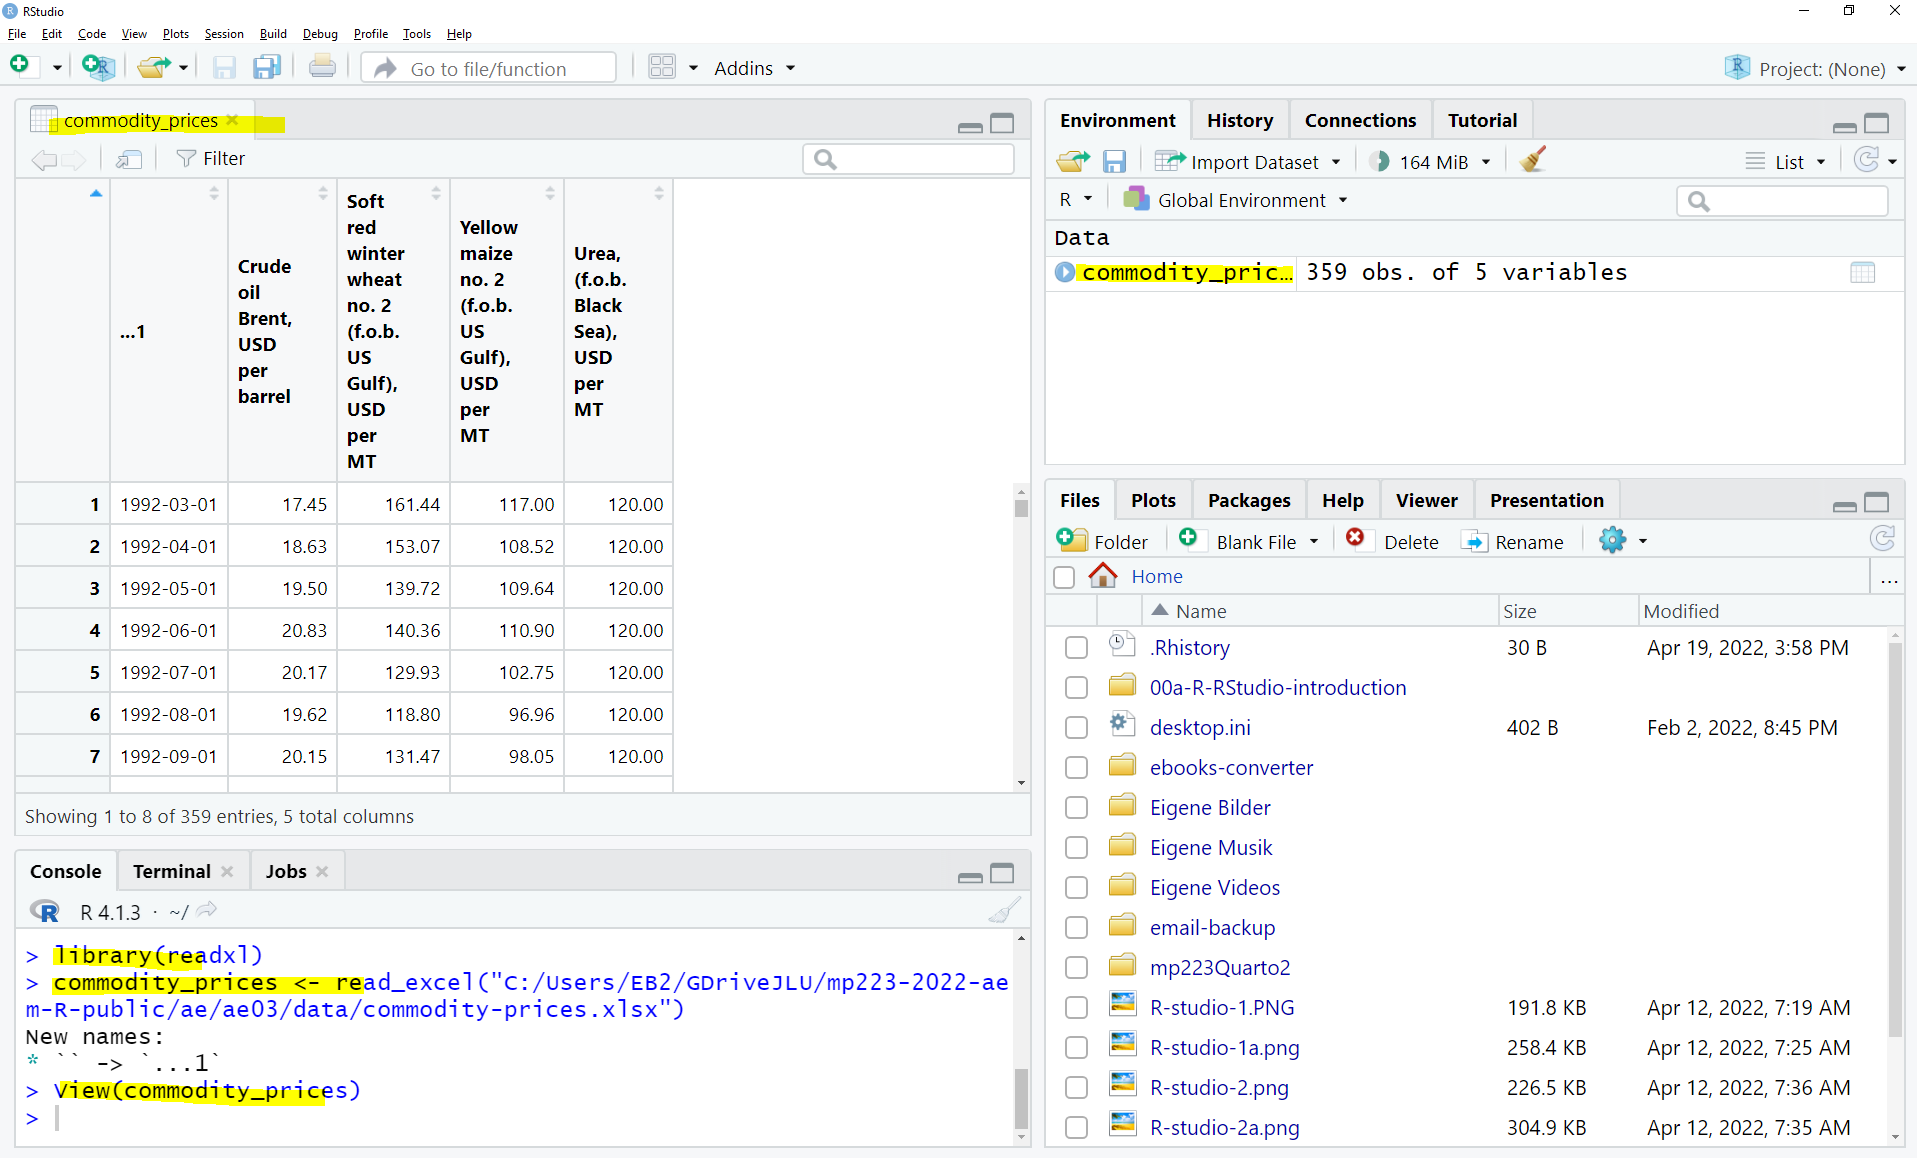 RStudio
File Edit Code View Plots Session Build Debug Profile Tools Help
Go to file/function Addins Project: (None)
commodity_prices
Filter
...1
Crude
oil
Brent,
USD
per
barrel
Soft
red
winter
wheat
no. 2
(f.o.b.
US
Gulf),
USD
per
MT
Yellow
maize
no. 2
(f.o.b.
US
Gulf),
USD
per
MT
Urea,
(f.o.b.
Black
Sea),
USD
per
MT
1 1992-03-01 17.45 161.44 117.00 120.00
2 1992-04-01 18.63 153.07 108.52 120.00
3 1992-05-01 19.50 139.72 109.64 120.00
4 1992-06-01 20.83 140.36 110.90 120.00
5 1992-07-01 20.17 129.93 102.75 120.00
6 1992-08-01 19.62 118.80 96.96 120.00
7 1992-09-01 20.15 131.47 98.05 120.00
Showing 1 to 8 of 359 entries, 5 total columns
Console Terminal Jobs
R 4.1.3 · ~/
> library(readxl)
> commodity_prices <- read_excel("C:/Users/EB2/GDriveJLU/mp223-2022-ae
m-R-public/ae/ae03/data/commodity-prices.xlsx")
New names:
* `` -> `...1`
> View(commodity_prices)
>
Environment History Connections Tutorial
Import Dataset 164 MiB List
R Global Environment
Data
commodity_pric… 359 obs. of 5 variables
Files Plots Packages Help Viewer Presentation
Folder Blank File Delete Rename
Home ...
Name Size Modified
.Rhistory 30 B Apr 19, 2022, 3:58 PM
00a-R-RStudio-introduction
desktop.ini 402 B Feb 2, 2022, 8:45 PM
ebooks-converter
Eigene Bilder
Eigene Musik
Eigene Videos
email-backup
mp223Quarto2
R-studio-1.PNG 191.8 KB Apr 12, 2022, 7:19 AM
R-studio-1a.png 258.4 KB Apr 12, 2022, 7:25 AM
R-studio-2.png 226.5 KB Apr 12, 2022, 7:36 AM
R-studio-2a.png 304.9 KB Apr 12, 2022, 7:35 AM